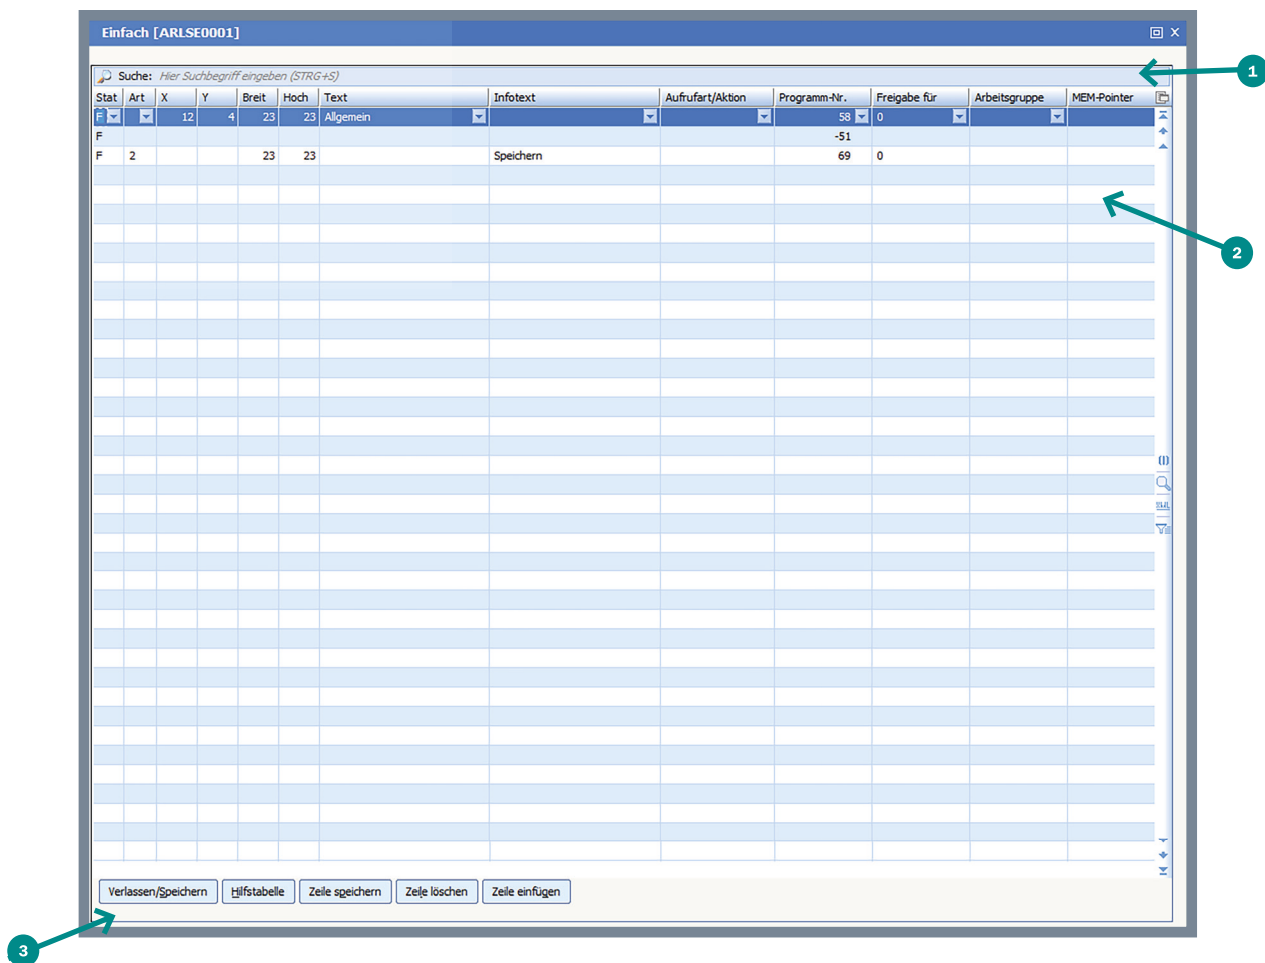 Einfach [ARLSE0001]
Suche: Hier Suchbegriff eingeben (STRG+S)
1
Stat Art X Y Breit Hoch Text Infotext Aufrufart/Aktion Programm-Nr. Freigabe für Arbeitsgruppe MEM-Pointer
F 12 4 23 23 Allgemein 58 0
F -51
F 2 23 23 Speichern 69 0
2
Verlassen/Speichern Hilfstabelle Zeile speichern Zeile löschen Zeile einfügen
3